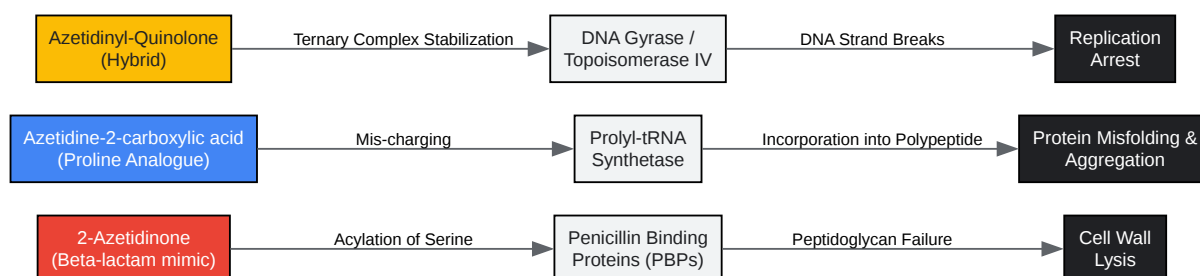 Azetidinyl-Quinolone
(Hybrid)
Ternary Complex Stabilization
DNA Gyrase /
Topoisomerase IV
DNA Strand Breaks
Replication
Arrest
Azetidine-2-carboxylic acid
(Proline Analogue)
Mis-charging
Prolyl-tRNA
Synthetase
Incorporation into Polypeptide
Protein Misfolding &
Aggregation
2-Azetidinone
(Beta-lactam mimic)
Acylation of Serine
Penicillin Binding
Proteins (PBPs)
Peptidoglycan Failure
Cell Wall
Lysis